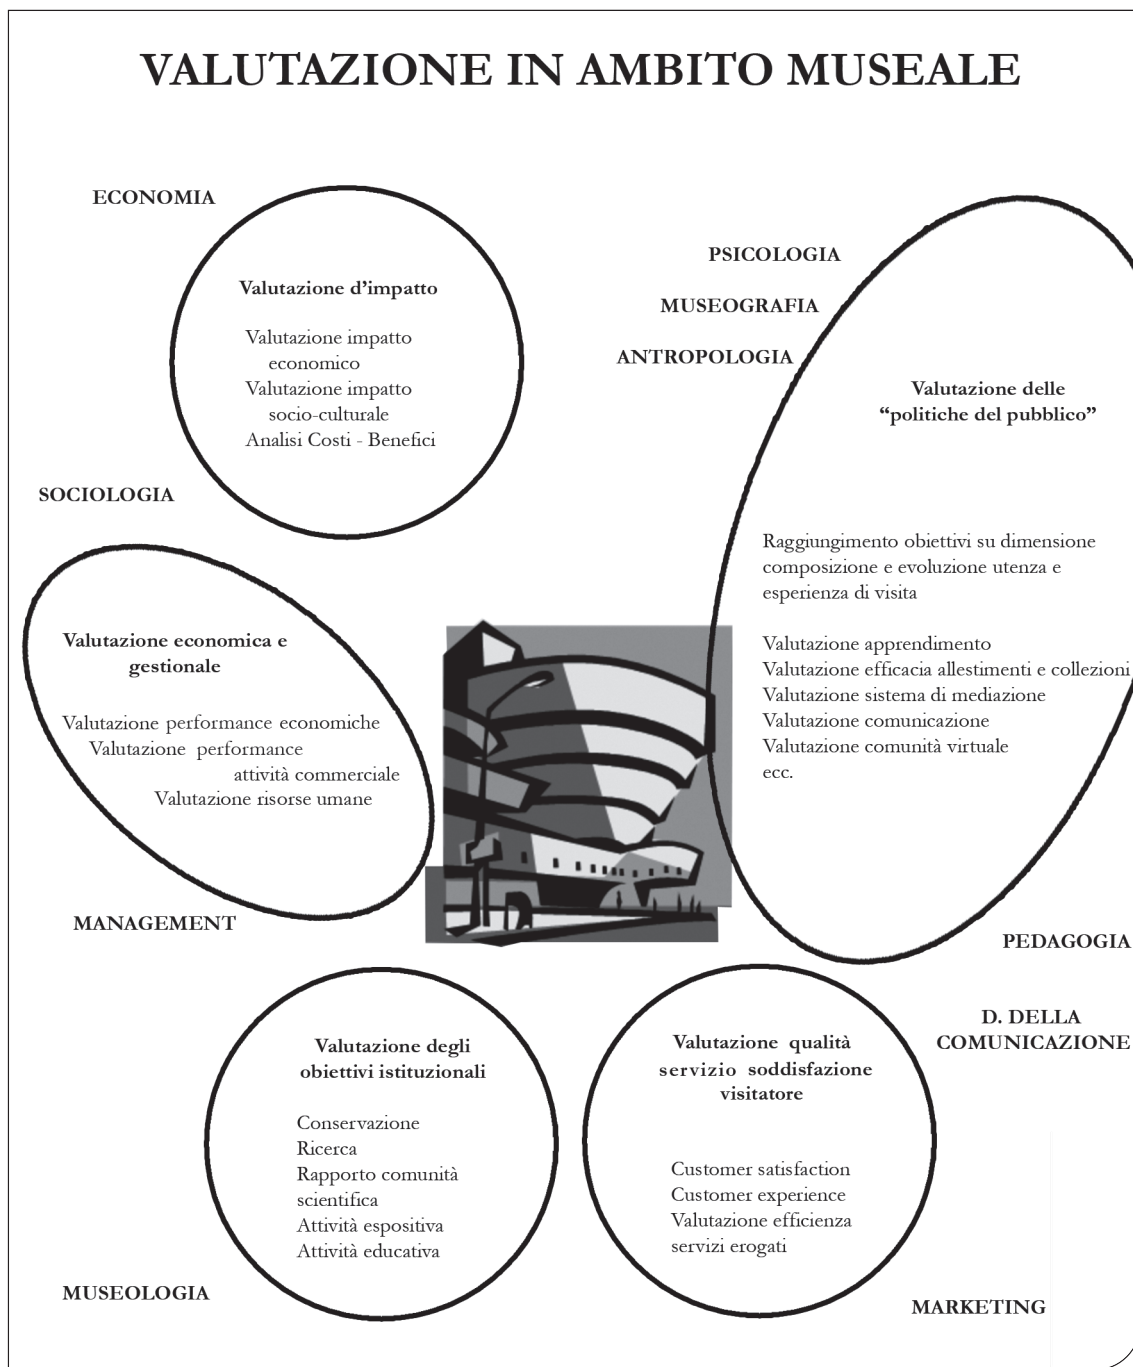 VALUTAZIONE IN AMBITO MUSEALE
ECONOMIA
Valutazione d’impatto
Valutazione impatto
economico
Valutazione impatto
socio-culturale
Analisi Costi - Benefici
SOCIOLOGIA
PSICOLOGIA
MUSEOGRAFIA
ANTROPOLOGIA
Valutazione delle
“politiche del pubblico”
Raggiungimento obiettivi su dimensione
composizione e evoluzione utenza e
esperienza di visita
Valutazione apprendimento
Valutazione efficacia allestimenti e collezioni
Valutazione sistema di mediazione
Valutazione comunicazione
Valutazione comunità virtuale
ecc.
Valutazione economica e
gestionale
Valutazione performance economiche
Valutazione performance
attività commerciale
Valutazione risorse umane
MANAGEMENT
PEDAGOGIA
D. DELLA
COMUNICAZIONE
Valutazione degli
obiettivi istituzionali
Conservazione
Ricerca
Rapporto comunità
scientifica
Attività espositiva
Attività educativa
MUSEOLOGIA
Valutazione qualità
servizio soddisfazione
visitatore
Customer satisfaction
Customer experience
Valutazione efficienza
servizi erogati
MARKETING